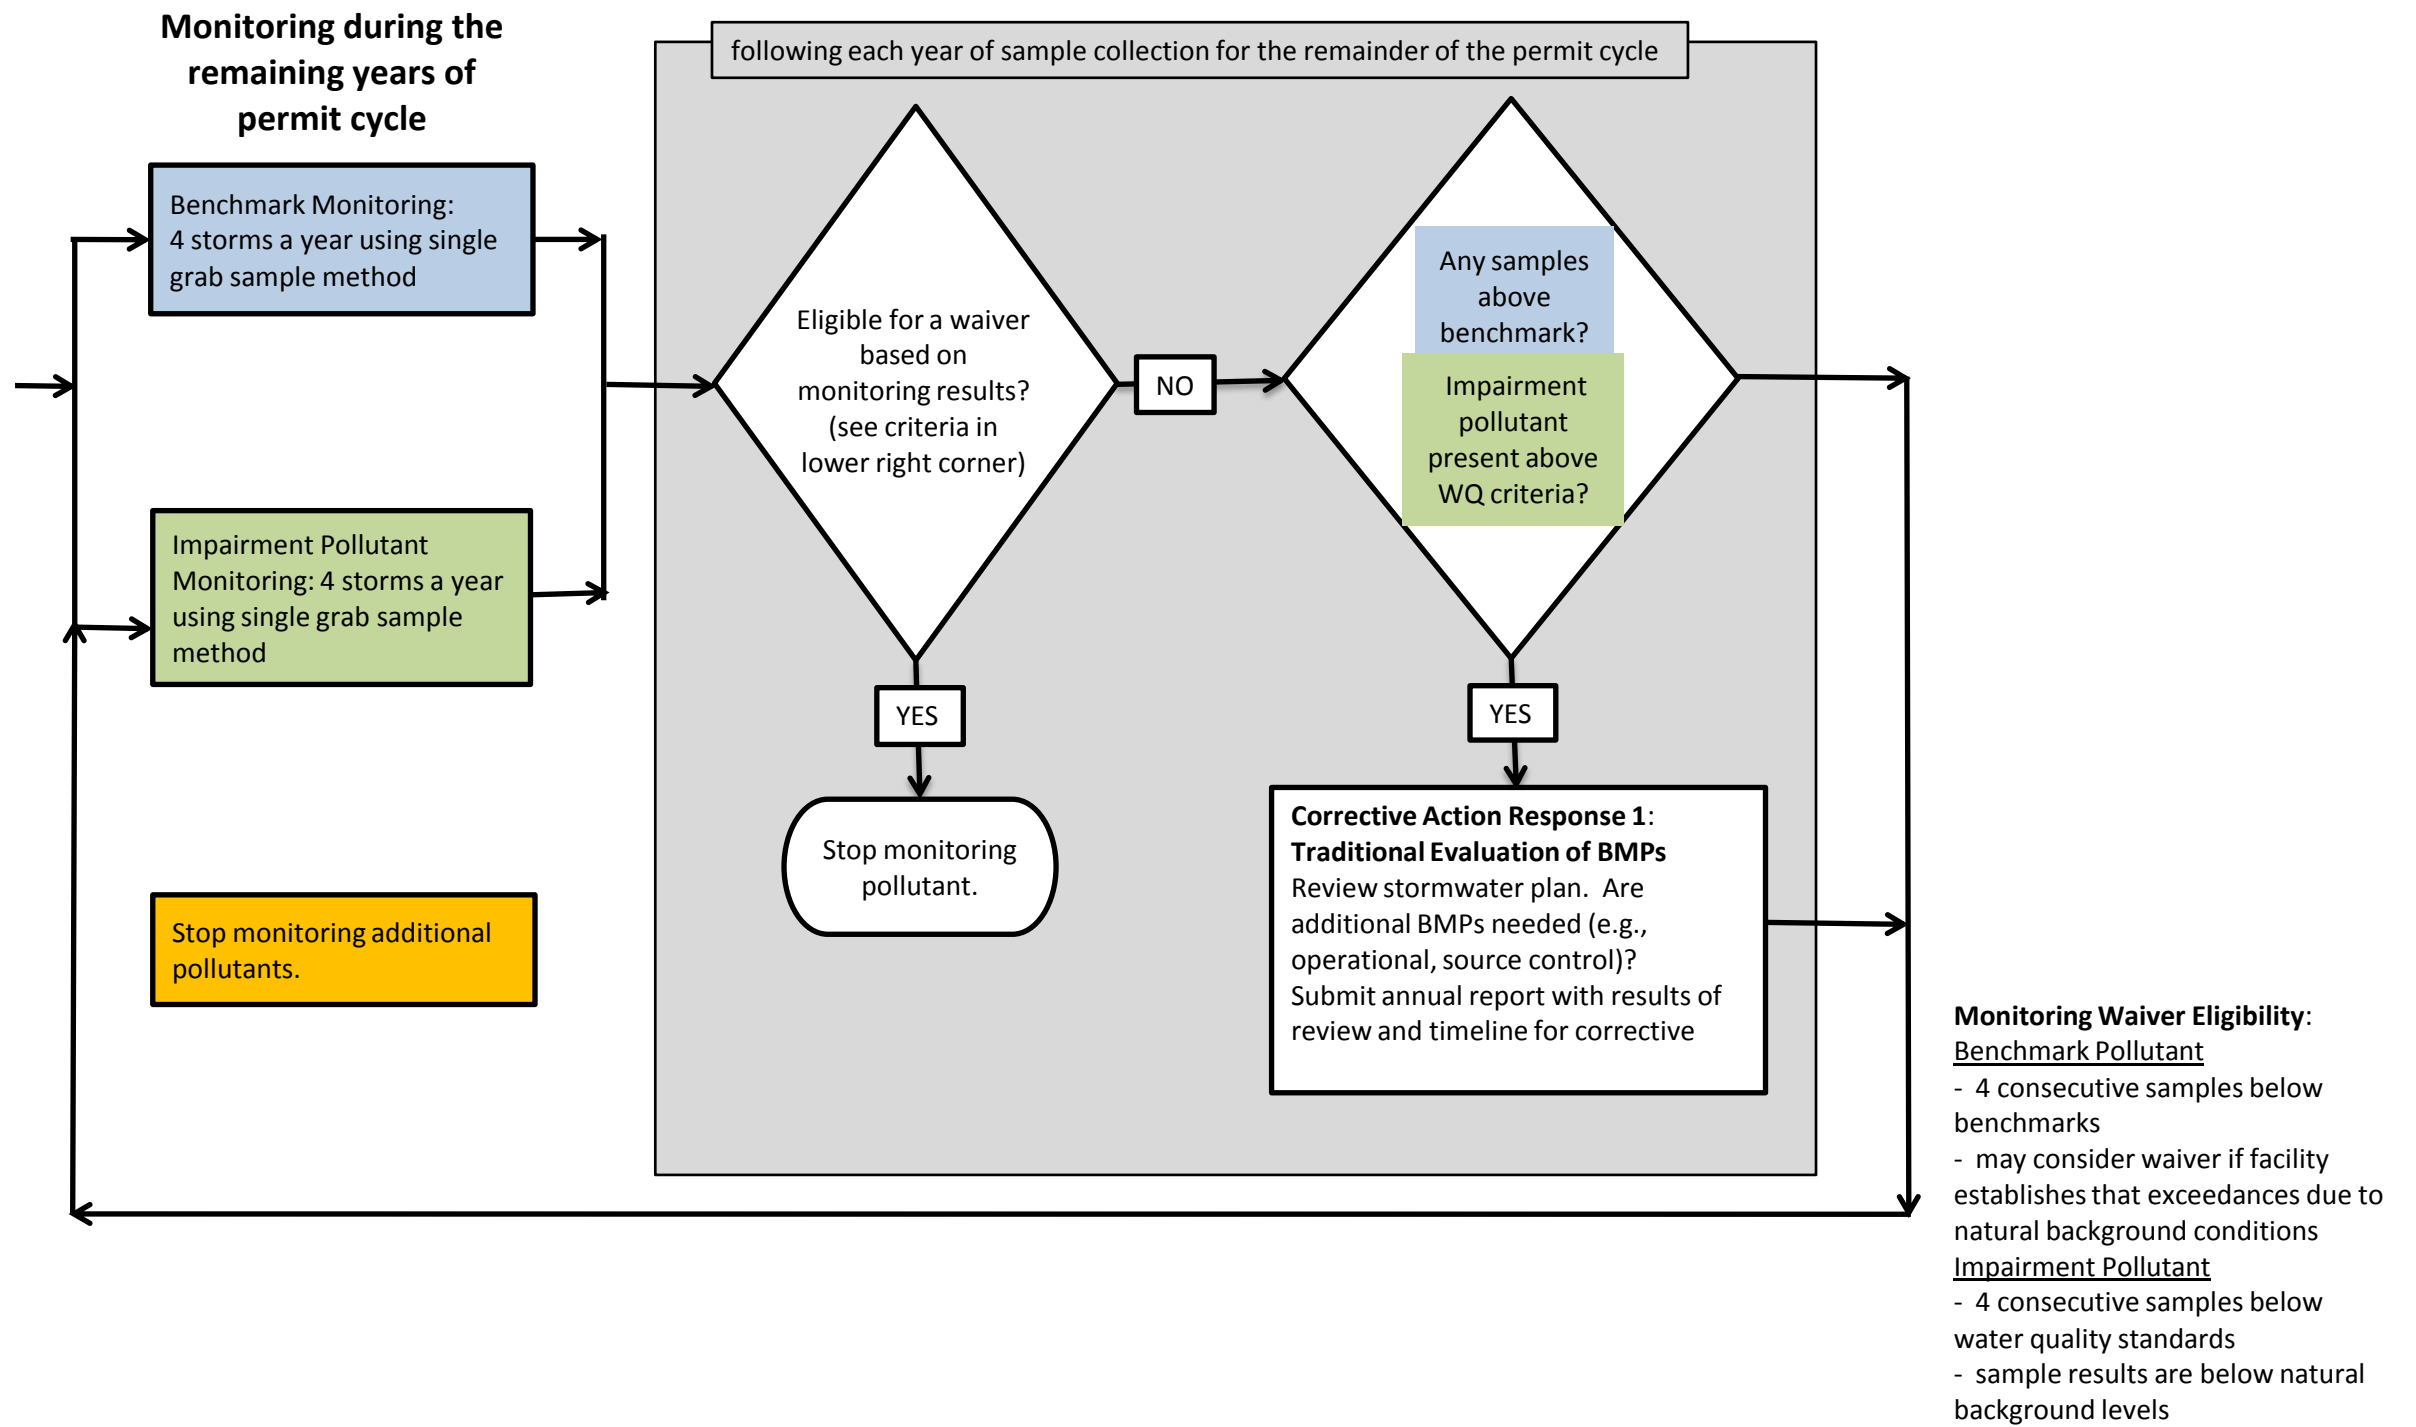 Monitoring during the
remaining years of
permit cycle
following each year of sample collection for the remainder of the permit cycle
Benchmark Monitoring:
4 storms a year using single
grab sample method
Impairment Pollutant
Monitoring: 4 storms a year
using single grab sample
method
Stop monitoring additional
pollutants.
Eligible for a waiver
based on
monitoring results?
(see criteria in
lower right corner)
NO
YES
Stop monitoring
pollutant.
Any samples
above
benchmark?
Impairment
pollutant
present above
WQ criteria?
YES
Corrective Action Response 1:
Traditional Evaluation of BMPs
Review stormwater plan.  Are
additional BMPs needed (e.g.,
operational, source control)?
Submit annual report with results of
review and timeline for corrective
Monitoring Waiver Eligibility:
Benchmark Pollutant
-  4 consecutive samples below
benchmarks
-  may consider waiver if facility
establishes that exceedances due to
natural background conditions
Impairment Pollutant
-  4 consecutive samples below
water quality standards
-  sample results are below natural
background levels